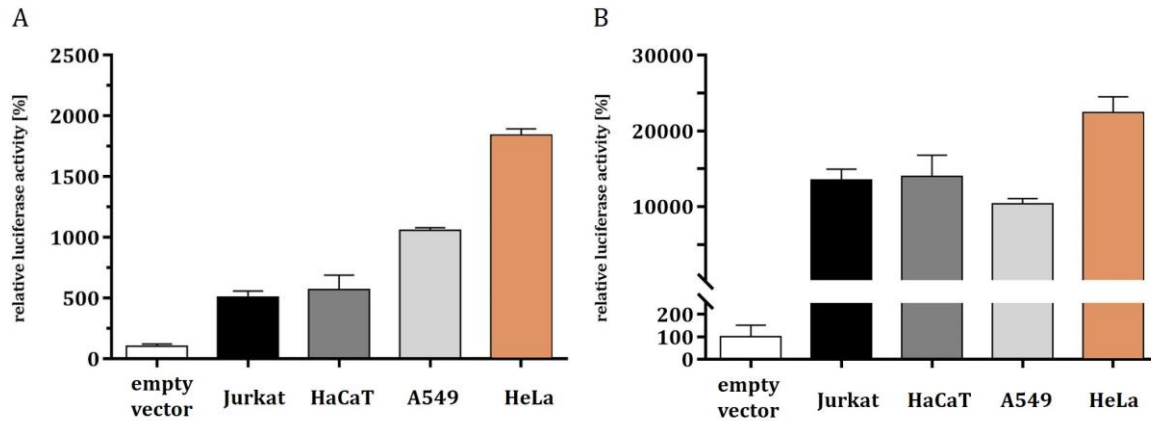 A
relative luciferase activity [%]
2500
2000
1500
1000
500
0
empty
vector
Jurkat
HaCaT
A549
HeLa
B
relative luciferase activity [%]
30000
20000
10000
200
100
0
empty
vector
Jurkat
HaCaT
A549
HeLa